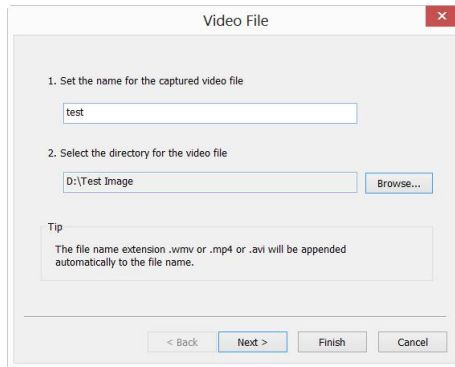 Video File
1. Set the name for the captured video file
test
2. Select the directory for the video file
D:\Test Image
Browse...
Tip
The file name extension .wmv or .mp4 or .avi will be appended
automatically to the file name.
< Back
Next >
Finish
Cancel